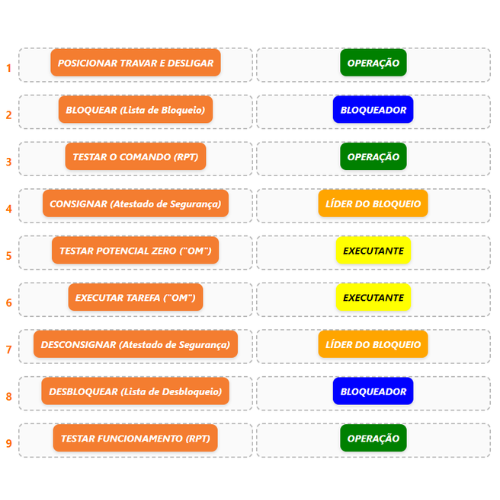 1 POSICIONAR TRAVAR E DESLIGAR OPERAÇÃO
2 BLOQUEAR (Lista de Bloqueio) BLOQUEADOR
3 TESTAR O COMANDO (RPT) OPERAÇÃO
4 CONSIGNAR (Atestado de Segurança) LÍDER DO BLOQUEIO
5 TESTAR POTENCIAL ZERO ("OM") EXECUTANTE
6 EXECUTAR TAREFA ("OM") EXECUTANTE
7 DESCONSIGNAR (Atestado de Segurança) LÍDER DO BLOQUEIO
8 DESBLOQUEAR (Lista de Desbloqueio) BLOQUEADOR
9 TESTAR FUNCIONAMENTO (RPT) OPERAÇÃO